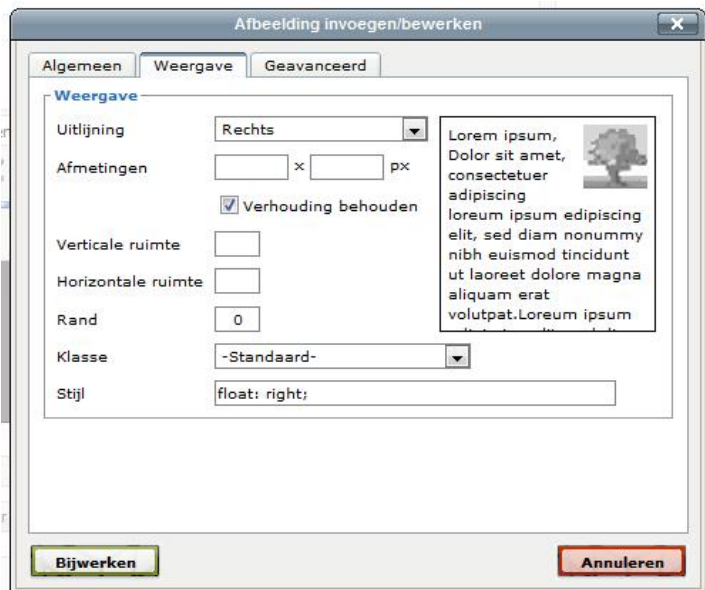 Afbeelding invoegen/bewerken
Algemeen
Weergave
Geavanceerd
Weergave
Uitlijning
Rechts
Afmetingen
x
px
Verhouding behouden
Verticale ruimte
Horizontale ruimte
Rand
0
Klasse
-Standaard-
Stijl
float: right;
Lorem ipsum,
Dolor sit amet,
consectetuer
adipiscing
loreum ipsum edipiscing
elit, sed diam nonummy
nibh euismod tincidunt
ut laoreet dolore magna
aliquam erat
volutpat.Loreum ipsum
Bijwerken
Annuleren